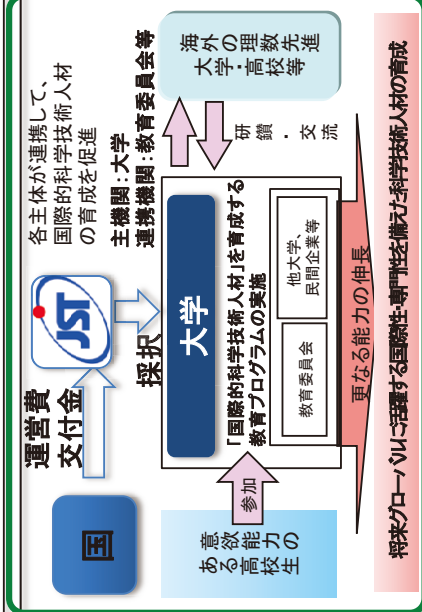 国
運営費
交付金
JST
各主体が連携して、
国際的科学技術人材
の育成を促進
採択
主機関：大学
連携機関：教育委員会等
海外の理数先進
大学・高校等
研鑽・交流
大学
「国際的科学技術人材」を育成する
教育プログラムの実施
教育委員会
他大学、
民間企業等
参加
意欲能力の
ある高校生
更なる能力の伸長
将来グローバルに活躍する国際性・専門性を備えた科学技術人材の育成